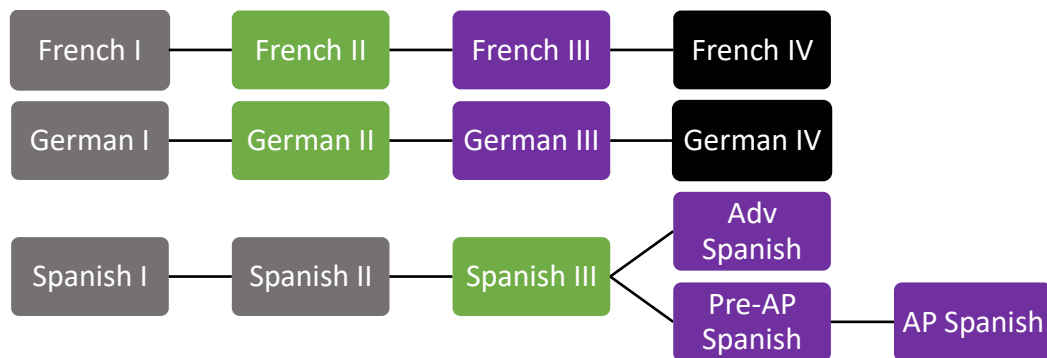 French I
French II
French III
French IV
German I
German II
German III
German IV
Spanish I
Spanish II
Spanish III
Adv
Spanish
Pre-AP
Spanish
AP Spanish